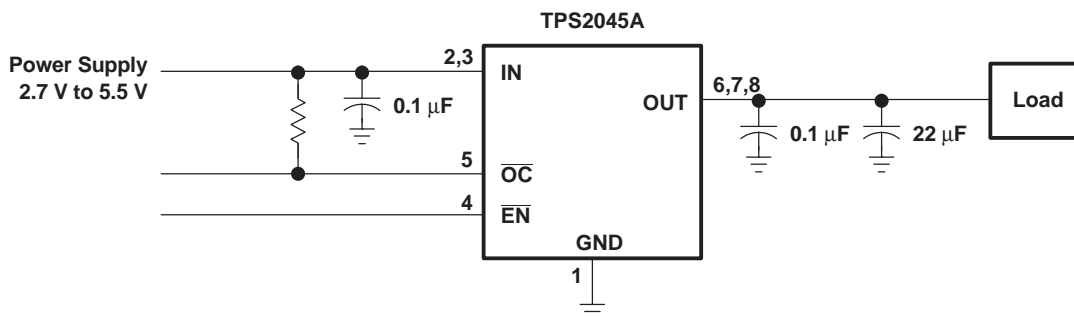 TPS2045A
Power Supply
2.7 V to 5.5 V
2,3
IN
0.1 µF
6,7,8
OUT
0.1 µF
22 µF
Load
5
OC
4
EN
GND
1